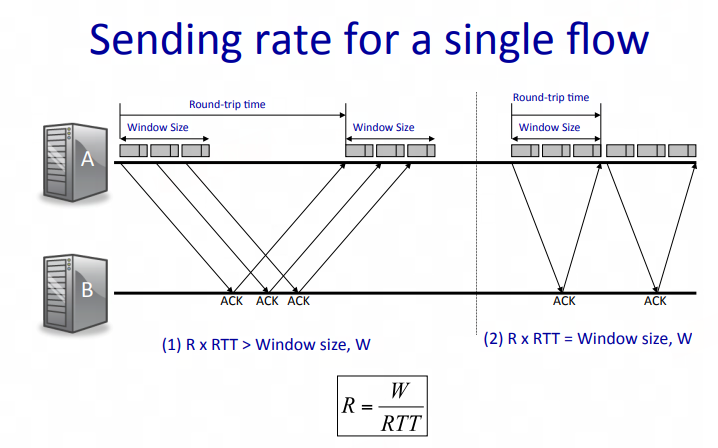 Sending rate for a single flow
Round-trip time
Window Size
Window Size
Round-trip time
Window Size
A
B
ACK ACK ACK
ACK
ACK
(1) R x RTT > Window size, W
(2) R x RTT = Window size, W
R = W / RTT